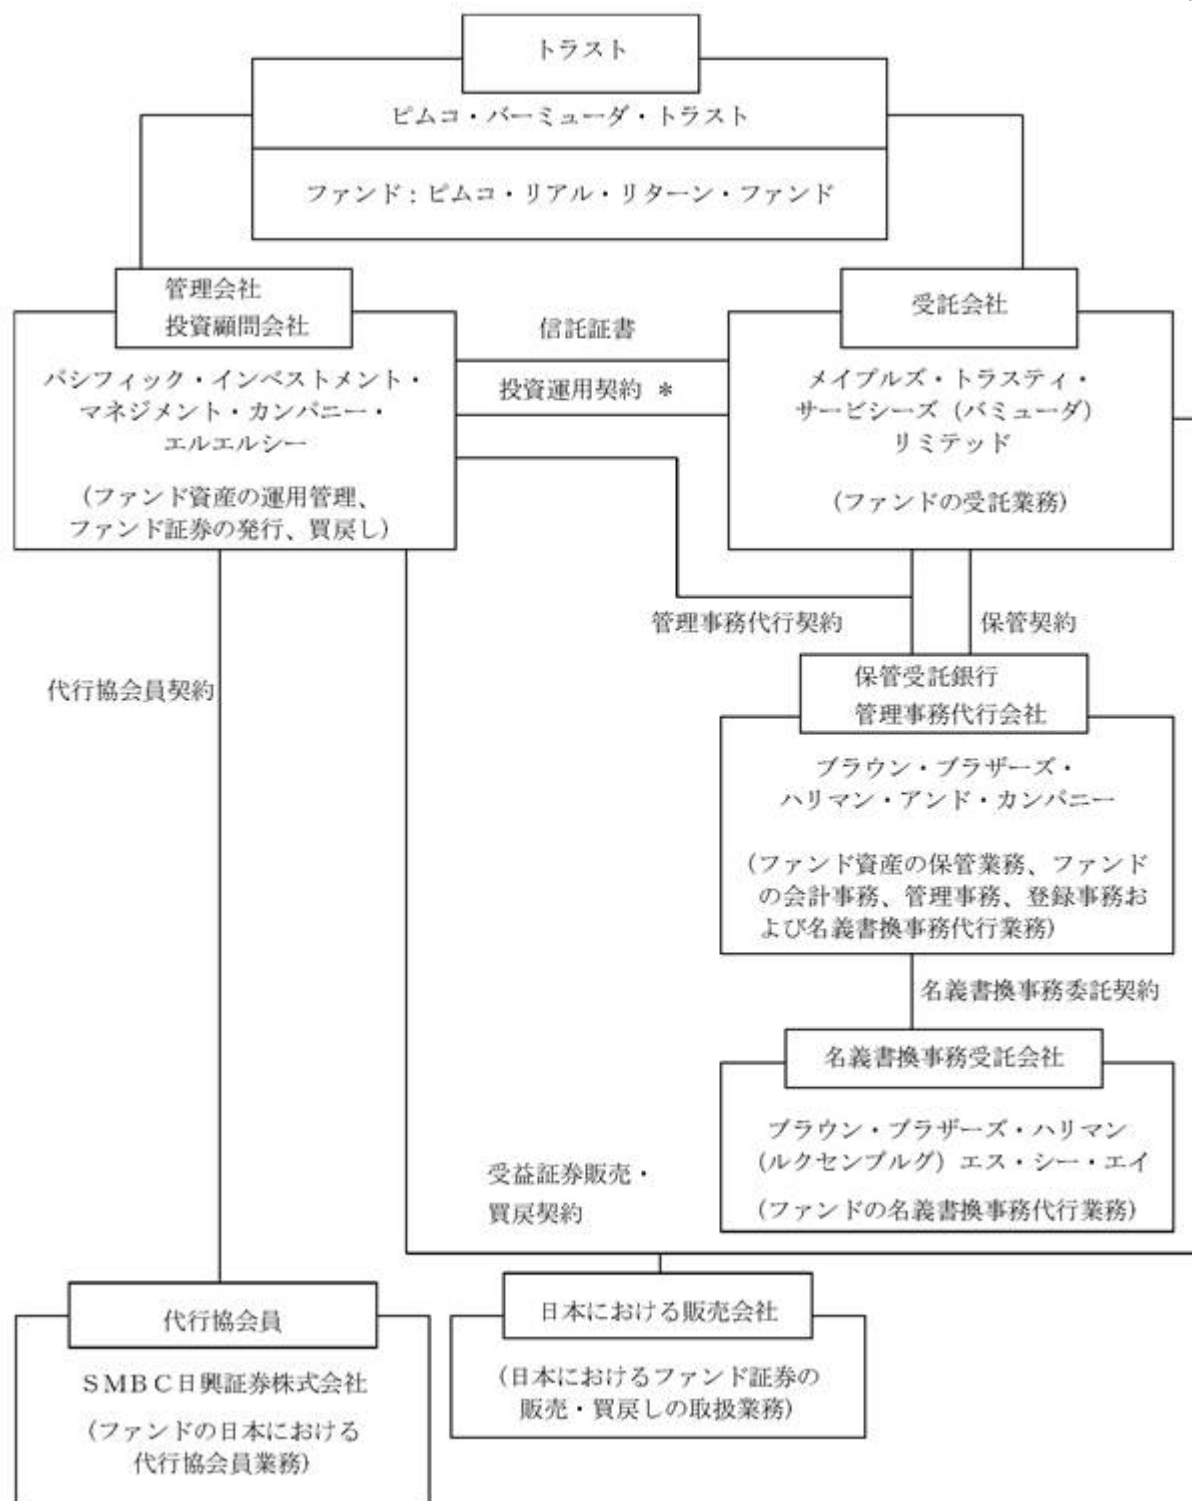 トラスト
ピムコ・バーミューダ・トラスト
ファンド:ピムコ・リアル・リターン・ファンド
管理会社
投資顧問会社
パシフィック・インベストメント・
マネジメント・カンパニー・
エルエルシー
(ファンド資産の運用管理、
ファンド証券の発行、買戻し)
信託証書
投資運用契約 *
受託会社
メイプルズ・トラスティ・
サービシーズ(バミューダ)
リミテッド
(ファンドの受託業務)
管理事務代行契約
保管契約
代行協会員契約
保管受託銀行
管理事務代行会社
ブラウン・ブラザーズ・
ハリマン・アンド・カンパニー
(ファンド資産の保管業務、ファンド
の会計事務、管理事務、登録事務お
よび名義書換事務代行業務)
名義書換事務委託契約
名義書換事務受託会社
ブラウン・ブラザーズ・ハリマン
(ルクセンブルグ)エス・シー・エイ
(ファンドの名義書換事務代行業務)
受益証券販売・
買戻契約
代行協会員
SMBC日興証券株式会社
(ファンドの日本における
代行協会員業務)
日本における販売会社
(日本におけるファンド証券の
販売・買戻しの取扱業務)